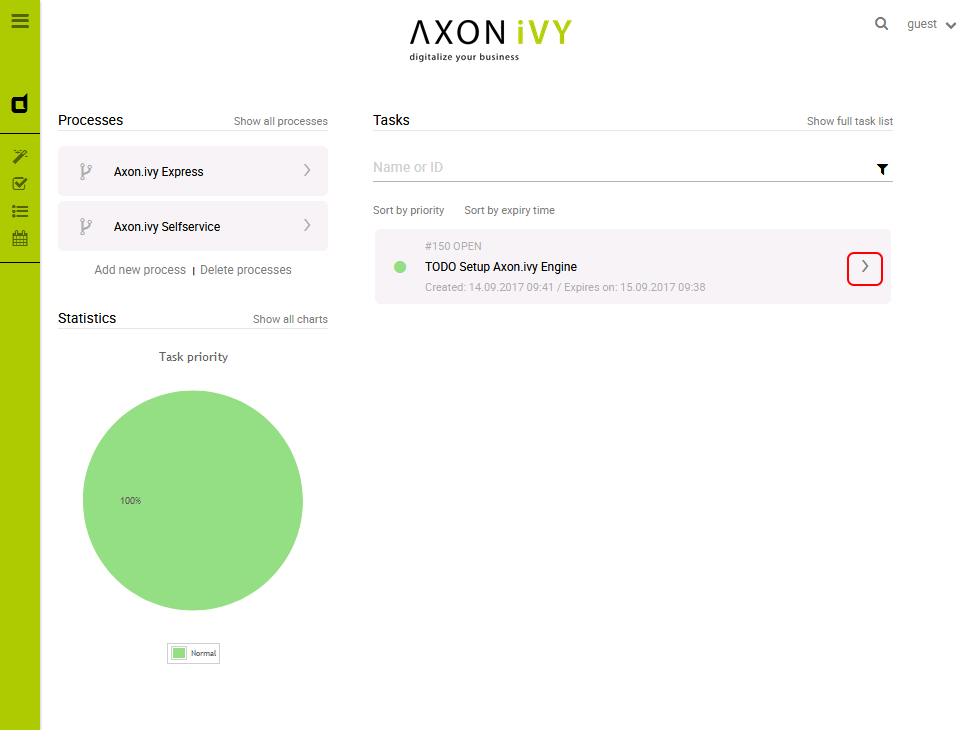 AXON iVY
digitalize your business
guest
Processes
Show all processes
Axon.ivy Express
Axon.ivy Selfservice
Add new process | Delete processes
Statistics
Show all charts
Task priority
100%
Normal
Tasks
Show full task list
Name or ID
Sort by priority
Sort by expiry time
#150 OPEN
TODO Setup Axon.ivy Engine
Created: 14.09.2017 09:41 / Expires on: 15.09.2017 09:38